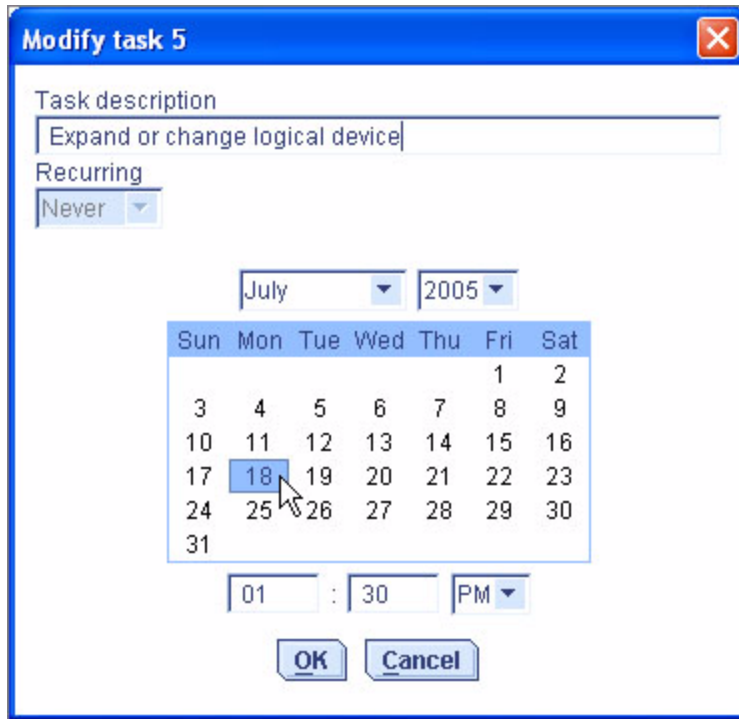 Modify task 5
Task description
Expand or change logical device
Recurring
Never
July 2005
Sun Mon Tue Wed Thu Fri Sat
1 2
3 4 5 6 7 8 9
10 11 12 13 14 15 16
17 18 19 20 21 22 23
24 25 26 27 28 29 30
31
01 : 30 PM
OK Cancel